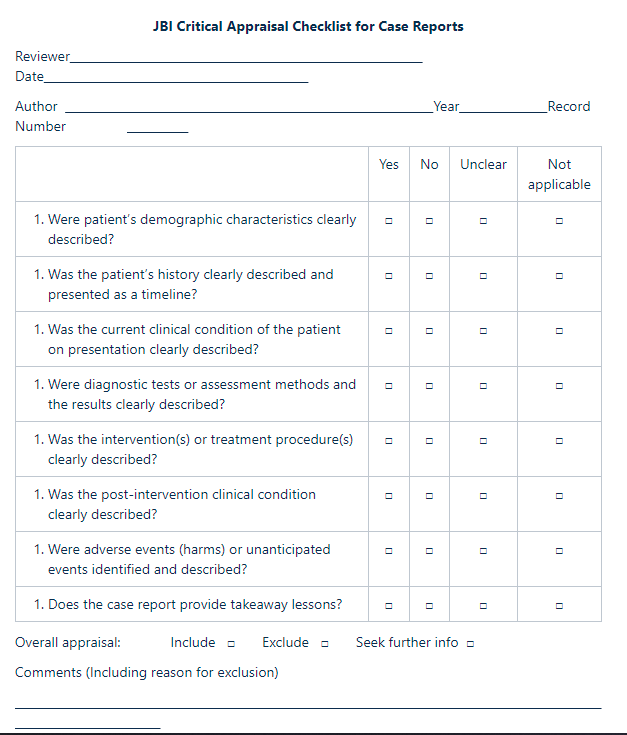 JBI Critical Appraisal Checklist for Case Reports
Reviewer
Date
Author Year Record
Number
Yes No Unclear Not
applicable
1. Were patient's demographic characteristics clearly
described?
1. Was the patient's history clearly described and
presented as a timeline?
1. Was the current clinical condition of the patient
on presentation clearly described?
1. Were diagnostic tests or assessment methods and
the results clearly described?
1. Was the intervention(s) or treatment procedure(s)
clearly described?
1. Was the post-intervention clinical condition
clearly described?
1. Were adverse events (harms) or unanticipated
events identified and described?
1. Does the case report provide takeaway lessons?
Overall appraisal: Include □ Exclude □ Seek further info □
Comments (Including reason for exclusion)